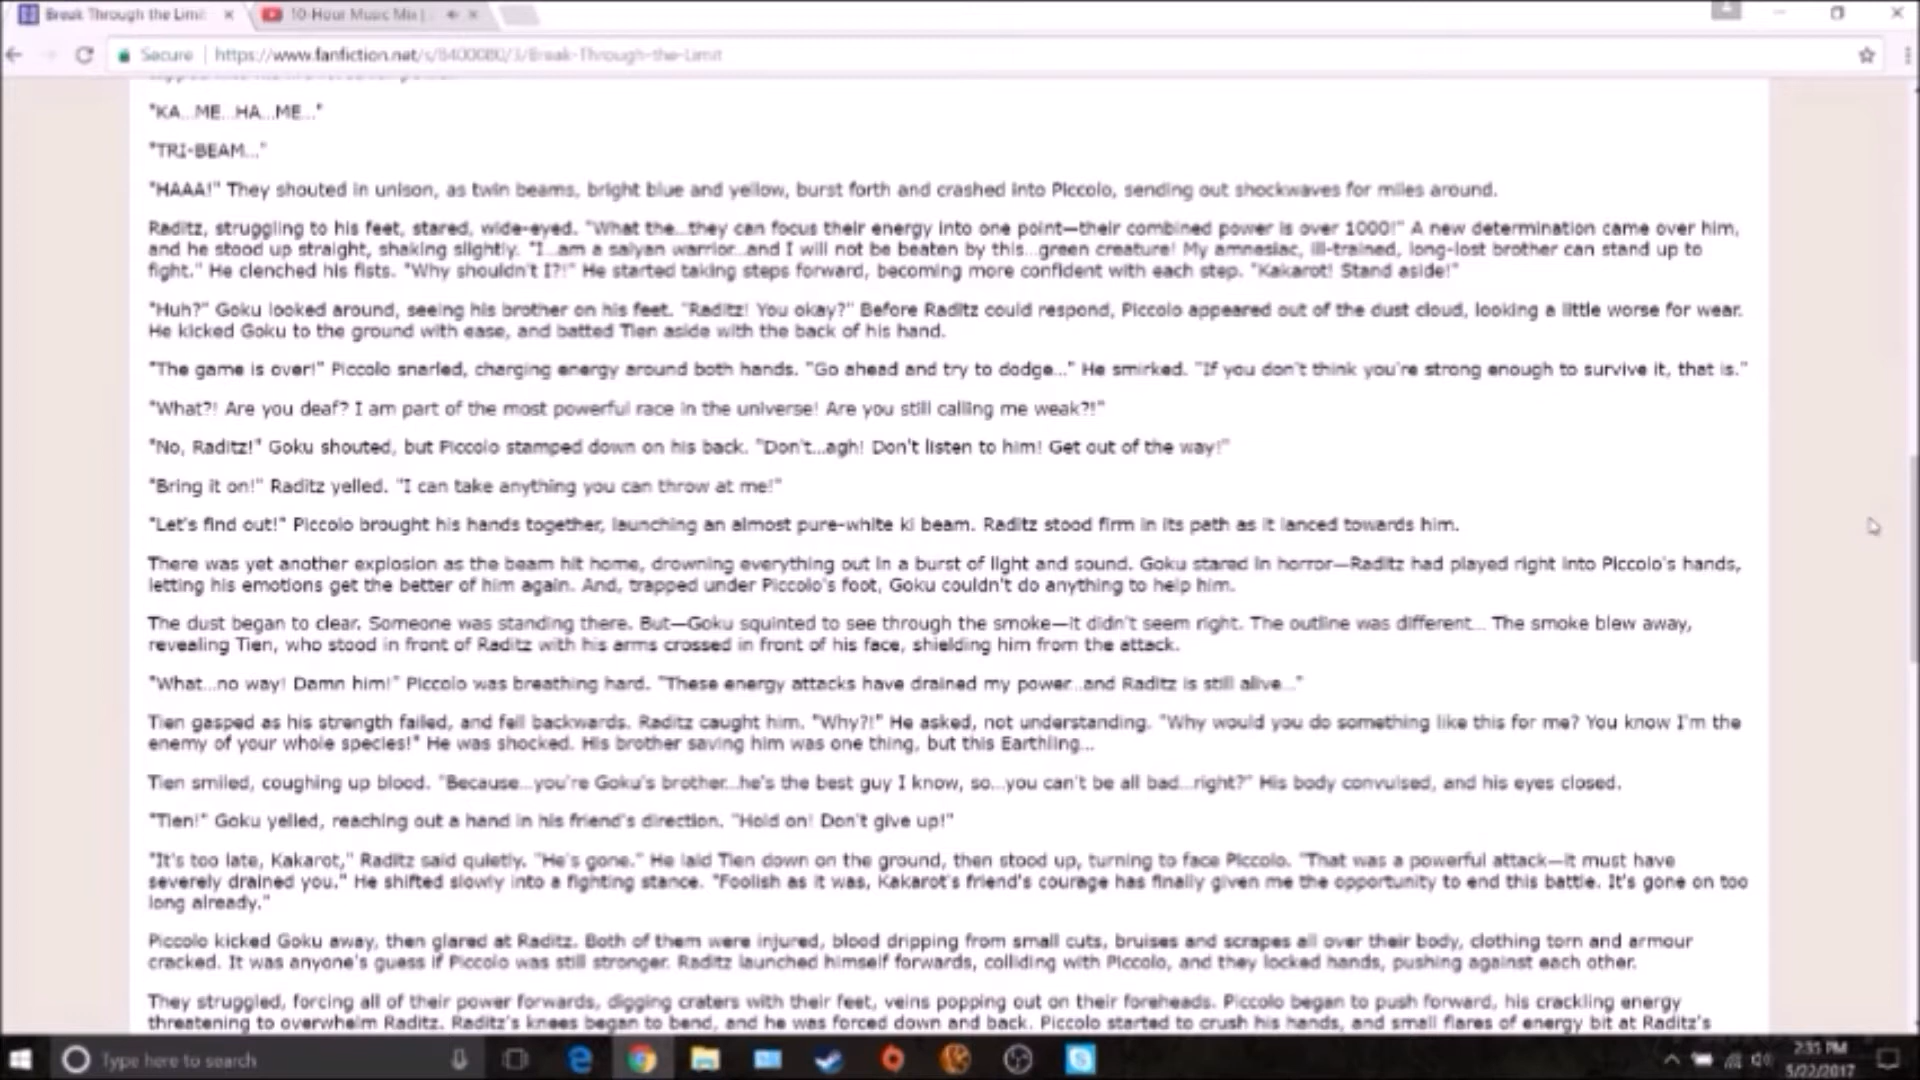 Break Through the Limit
10-Hour Music Mix
Secure
https://www.fanfiction.net/s/8400080/3/Break-Through-the-Limit
"KA...ME...HA...ME..."
"TRI-BEAM..."
"HAAA!" They shouted in unison, as twin beams, bright blue and yellow, burst forth and crashed into Piccolo, sending out shockwaves for miles around.
Raditz, struggling to his feet, stared, wide-eyed. "What the...they can focus their energy into one point—their combined power is over 1000!" A new determination came over him,
and he stood up straight, shaking slightly. "I...am a saiyan warrior...and I will not be beaten by this...green creature! My amnesiac, ill-trained, long-lost brother can stand up to
fight." He clenched his fists. "Why shouldn't I?!" He started taking steps forward, becoming more confident with each step. "Kakarot! Stand aside!"
"Huh?" Goku looked around, seeing his brother on his feet. "Raditz! You okay?" Before Raditz could respond, Piccolo appeared out of the dust cloud, looking a little worse for wear.
He kicked Goku to the ground with ease, and batted Tien aside with the back of his hand.
"The game is over!" Piccolo snarled, charging energy around both hands. "Go ahead and try to dodge..." He smirked. "If you don't think you're strong enough to survive it, that is."
"What?! Are you deaf? I am part of the most powerful race in the universe! Are you still calling me weak?!"
"No, Raditz!" Goku shouted, but Piccolo stamped down on his back. "Don't...agh! Don't listen to him! Get out of the way!"
"Bring it on!" Raditz yelled. "I can take anything you can throw at me!"
"Let's find out!" Piccolo brought his hands together, launching an almost pure-white ki beam. Raditz stood firm in its path as it lanced towards him.
There was yet another explosion as the beam hit home, drowning everything out in a burst of light and sound. Goku stared in horror—Raditz had played right into Piccolo's hands,
letting his emotions get the better of him again. And, trapped under Piccolo's foot, Goku couldn't do anything to help him.
The dust began to clear. Someone was standing there. But—Goku squinted to see through the smoke—it didn't seem right. The outline was different... The smoke blew away,
revealing Tien, who stood in front of Raditz with his arms crossed in front of his face, shielding him from the attack.
"What...no way! Damn him!" Piccolo was breathing hard. "These energy attacks have drained my power...and Raditz is still alive..."
Tien gasped as his strength failed, and fell backwards. Raditz caught him. "Why?!" He asked, not understanding. "Why would you do something like this for me? You know I'm the
enemy of your whole species!" He was shocked. His brother saving him was one thing, but this Earthling...
Tien smiled, coughing up blood. "Because...you're Goku's brother...he's the best guy I know, so...you can't be all bad...right?" His body convulsed, and his eyes closed.
"Tien!" Goku yelled, reaching out a hand in his friend's direction. "Hold on! Don't give up!"
"It's too late, Kakarot," Raditz said quietly. "He's gone." He laid Tien down on the ground, then stood up, turning to face Piccolo. "That was a powerful attack—it must have
severely drained you." He shifted slowly into a fighting stance. "Foolish as it was, Kakarot's friend's courage has finally given me the opportunity to end this battle. It's gone on too
long already."
Piccolo kicked Goku away, then glared at Raditz. Both of them were injured, blood dripping from small cuts, bruises and scrapes all over their body, clothing torn and armour
cracked. It was anyone's guess if Piccolo was still stronger. Raditz launched himself forwards, colliding with Piccolo, and they locked hands, pushing against each other.
They struggled, forcing all of their power forwards, digging craters with their feet, veins popping out on their foreheads. Piccolo began to push forward, his crackling energy
threatening to overwhelm Raditz. Raditz's knees began to bend, and he was forced down and back. Piccolo started to crush his hands, and small flares of energy bit at Raditz's
Type here to search
2:35 PM
5/22/2017